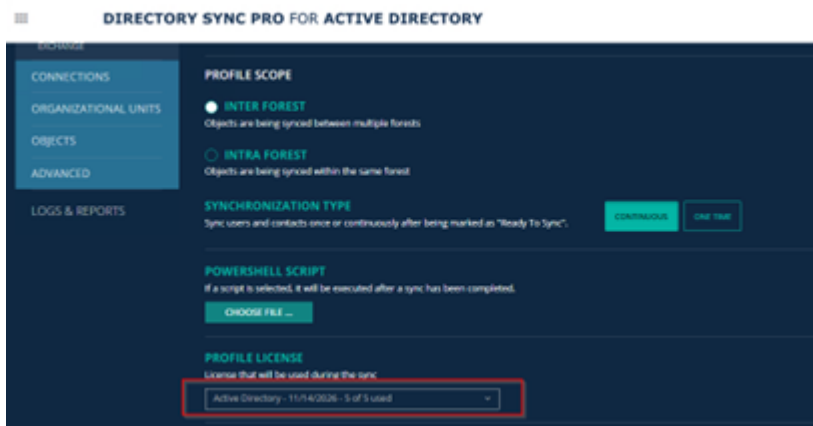 DIRECTORY SYNC PRO FOR ACTIVE DIRECTORY
EXCHANGE
CONNECTIONS
ORGANIZATIONAL UNITS
OBJECTS
ADVANCED
LOGS & REPORTS
PROFILE SCOPE
INTER FOREST
Objects are being synced between multiple forests
INTRA FOREST
Objects are being synced within the same forest
SYNCHRONIZATION TYPE
Sync users and contacts once or continuously after being marked as "Ready To Sync".
CONTINUOUS
ONE TIME
POWERSHELL SCRIPT
If a script is selected, it will be executed after a sync has been completed.
CHOOSE FILE ...
PROFILE LICENSE
License that will be used during the sync
Active Directory - 11/14/2026 - 5 of 5 used